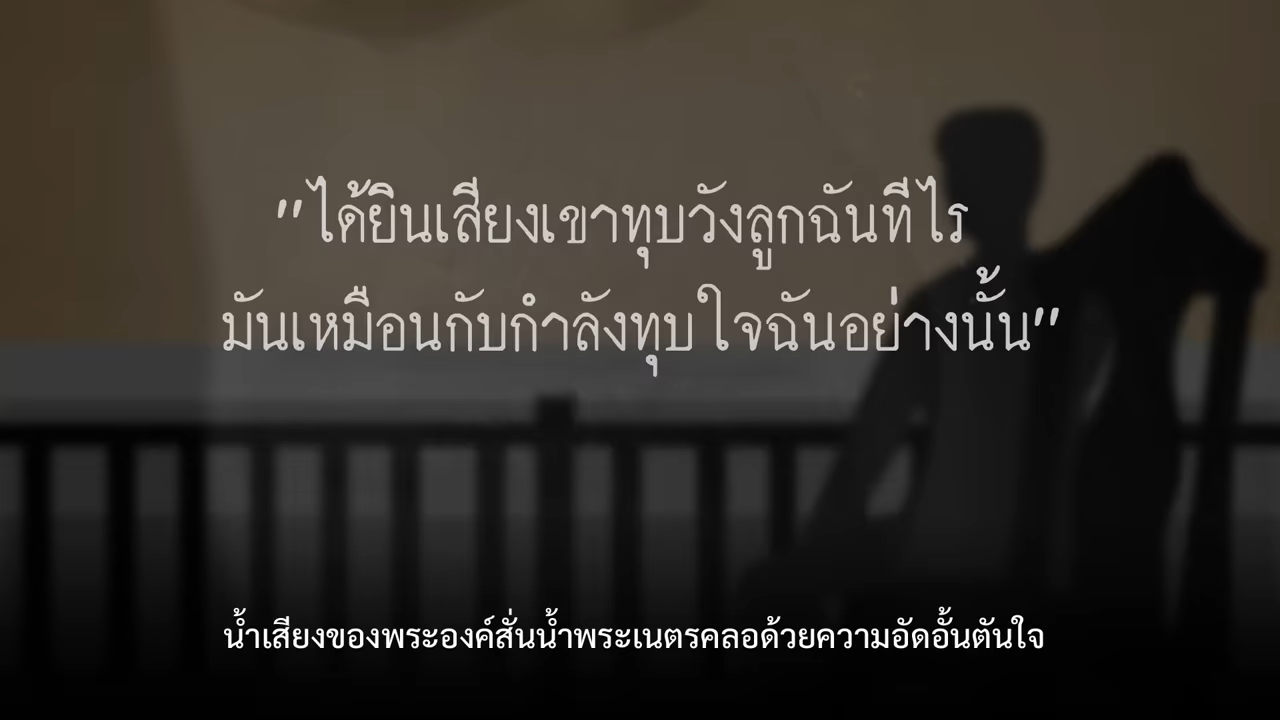 "ได้ยินเสียงเขาทุบวังลูกฉันทีไร
มันเหมือนกับกำลังทุบใจฉันอย่างนั้น"
น้ำเสียงของพระองค์สั่นน้ำพระเนตรคลอด้วยความอัดอั้นตันใจ